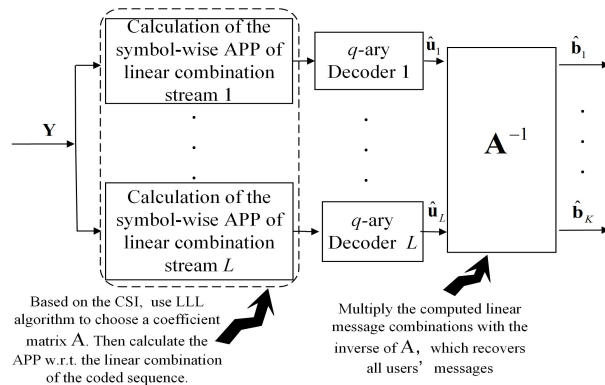 Calculation of the
symbol-wise APP of
linear combination
stream 1
q-ary
Decoder 1
û₁
A⁻¹
b̂₁
Y
Calculation of the
symbol-wise APP of
linear combination
stream L
q-ary
Decoder L
û_L
b̂_K
Based on the CSI, use LLL
algorithm to choose a coefficient
matrix A. Then calculate the
APP w.r.t. the linear combination
of the coded sequence.
Multiply the computed linear
message combinations with the
inverse of A, which recovers
all users' messages